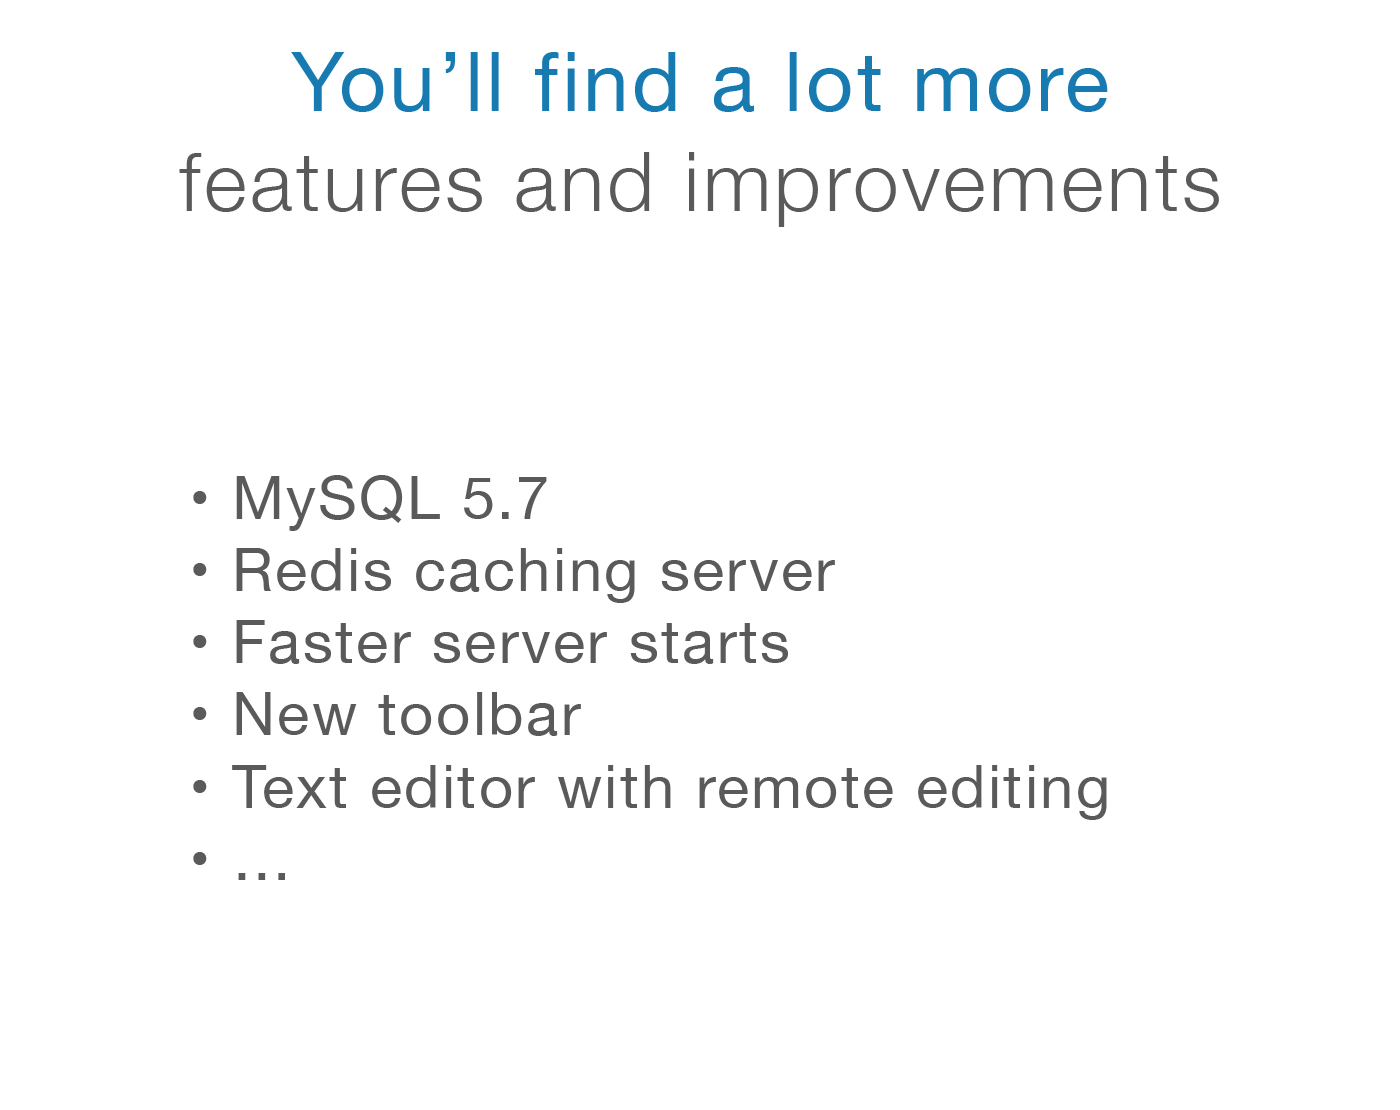 You’ll find a lot more
features and improvements
• MySQL 5.7
• Redis caching server
• Faster server starts
• New toolbar
• Text editor with remote editing
• ...